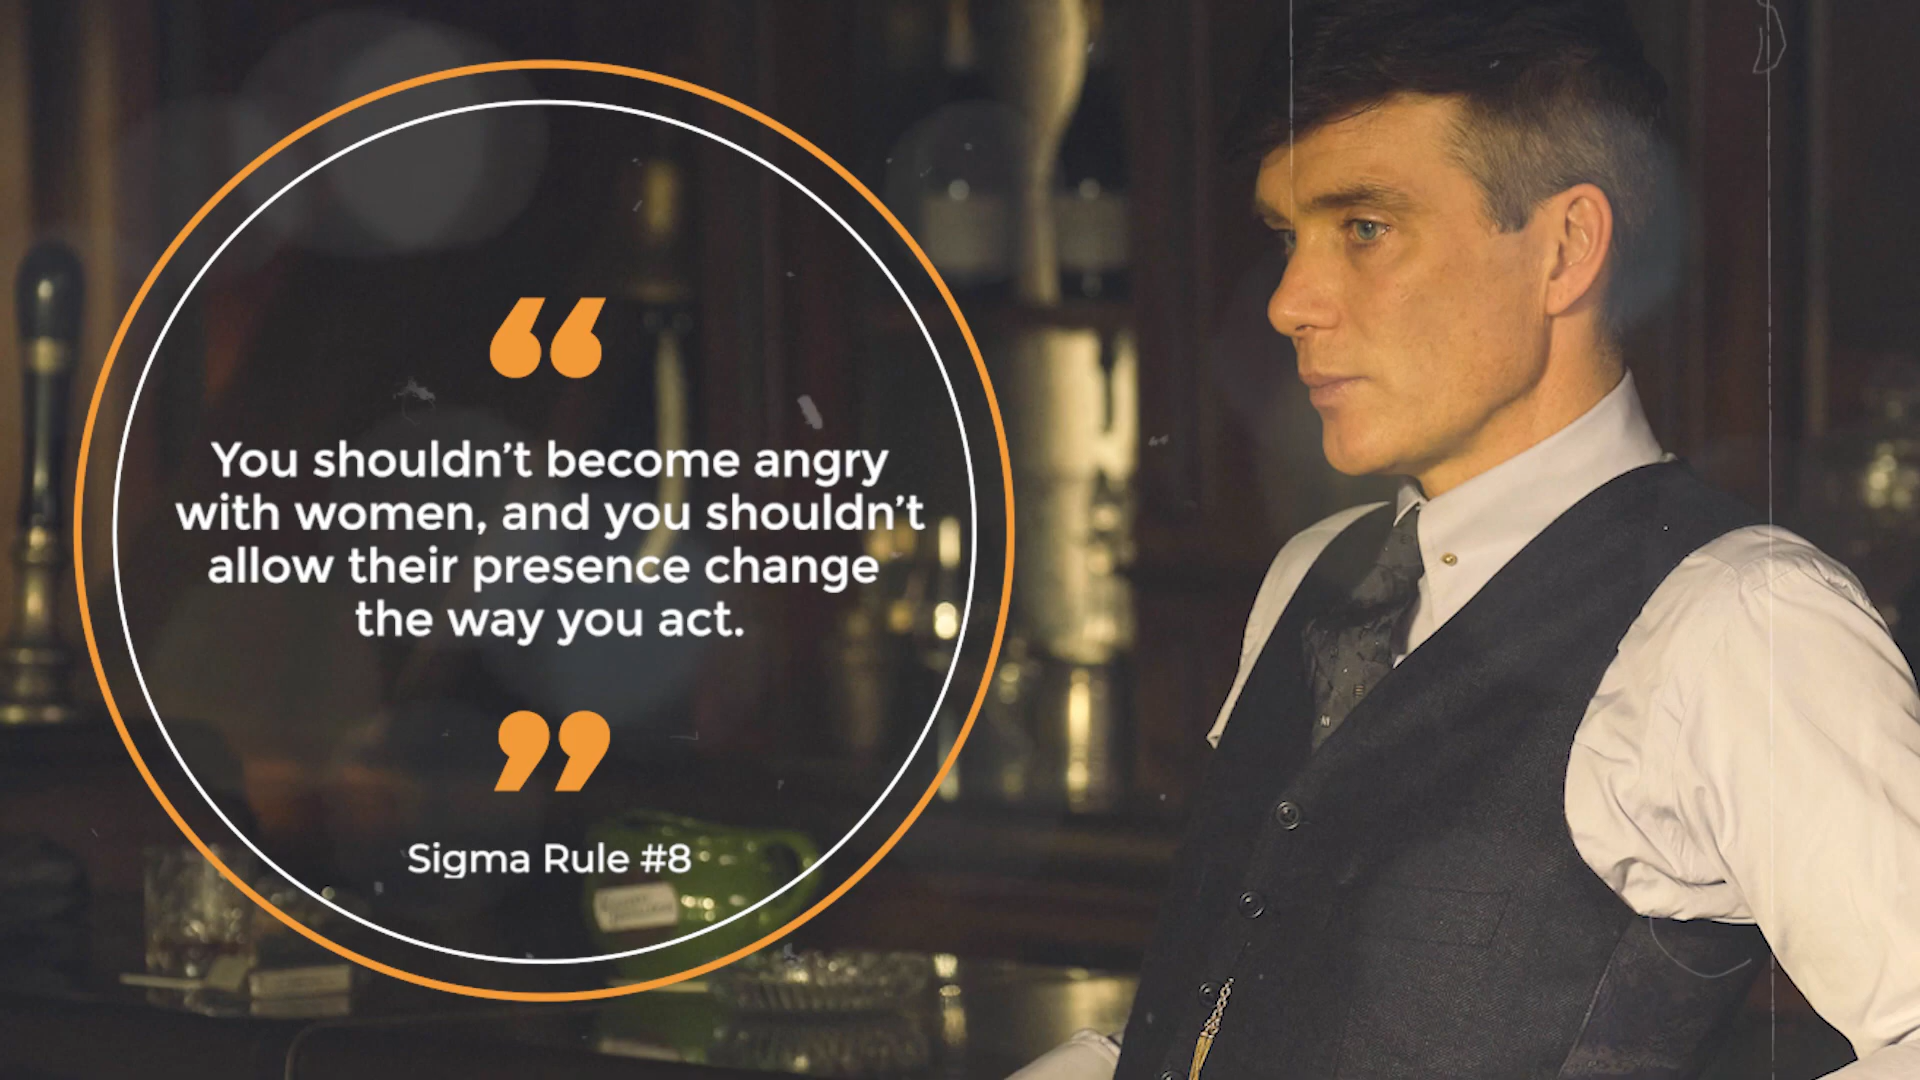 You shouldn’t become angry
with women, and you shouldn’t
allow their presence change
the way you act.
Sigma Rule #8